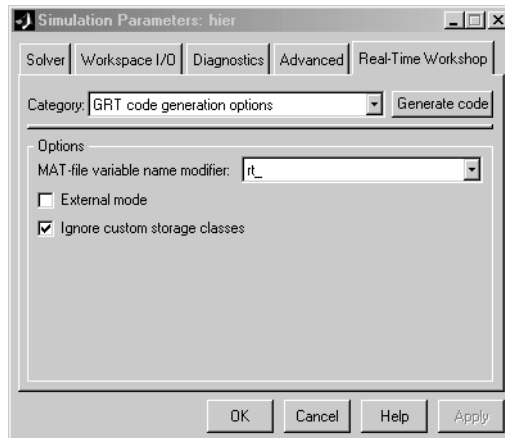 Simulation Parameters: hier
Solver Workspace I/O Diagnostics Advanced Real-Time Workshop
Category: GRT code generation options Generate code
Options
MAT-file variable name modifier: rt_
External mode
Ignore custom storage classes
OK Cancel Help Apply